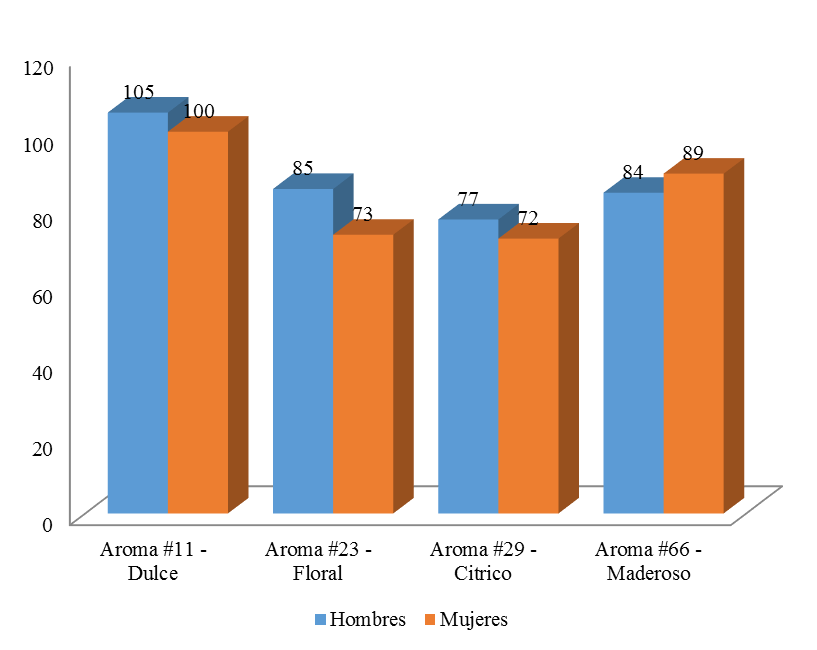 120
100
80
60
40
20
0
105
100
85
73
77
72
84
89
Aroma #11 -
Dulce
Aroma #23 -
Floral
Aroma #29 -
Citrico
Aroma #66 -
Maderoso
Hombres
Mujeres